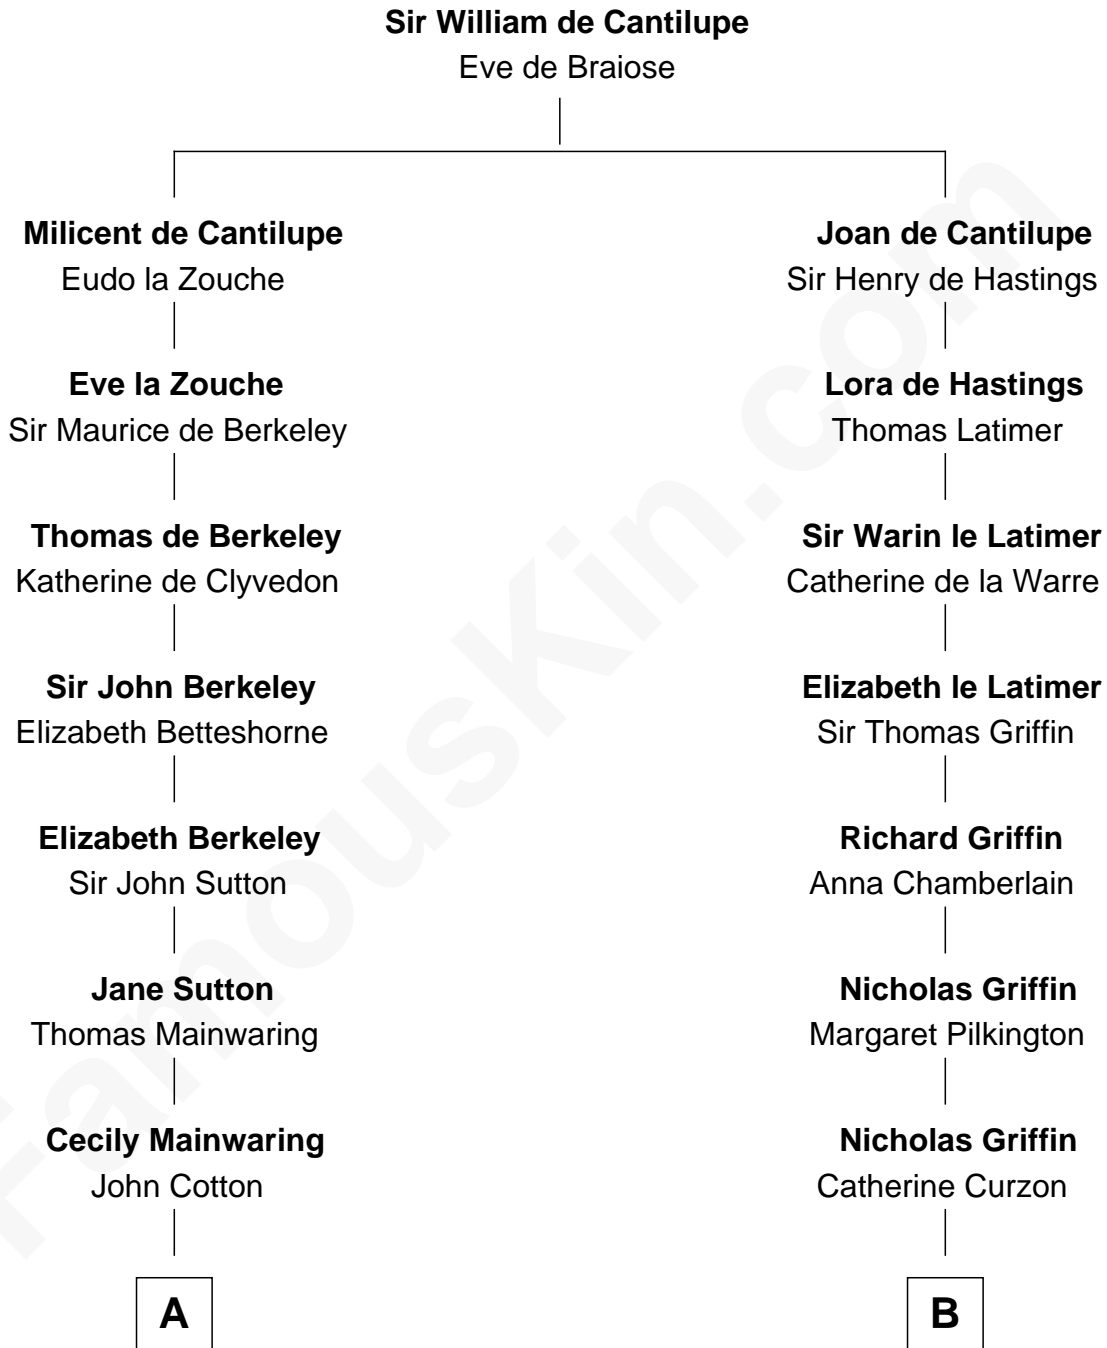 Sir William de Cantilupe
Eve de Braiose
Milicent de Cantilupe
Eudo la Zouche
Joan de Cantilupe
Sir Henry de Hastings
Eve la Zouche
Sir Maurice de Berkeley
Lora de Hastings
Thomas Latimer
Thomas de Berkeley
Katherine de Clyvedon
Sir Warin le Latimer
Catherine de la Warre
Sir John Berkeley
Elizabeth Betteshorne
Elizabeth le Latimer
Sir Thomas Griffin
Elizabeth Berkeley
Sir John Sutton
Richard Griffin
Anna Chamberlain
Jane Sutton
Thomas Mainwaring
Nicholas Griffin
Margaret Pilkington
Cecily Mainwaring
John Cotton
Nicholas Griffin
Catherine Curzon
A
B
FamousKin.com